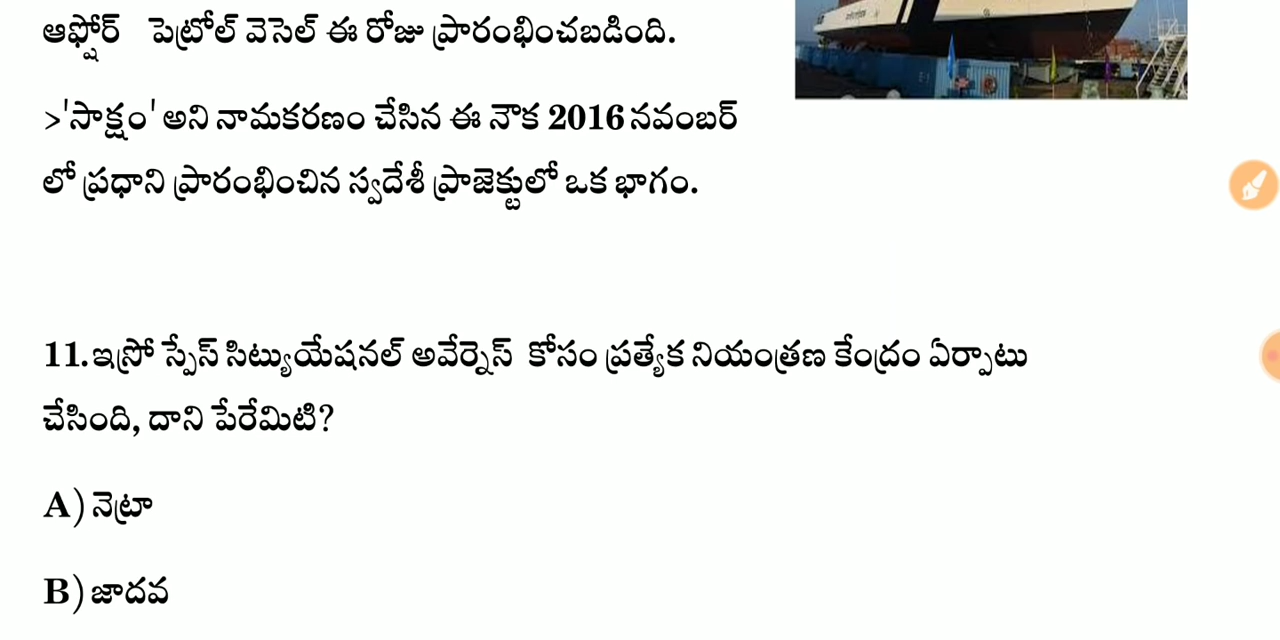 ఆఫ్షోర్ పెట్రోల్ వెసెల్ ఈ రోజు ప్రారంభించబడింది.
>'సాక్షం' అని నామకరణం చేసిన ఈ నౌక 2016 నవంబర్
లో ప్రధాని ప్రారంభించిన స్వదేశీ ప్రాజెక్టులో ఒక భాగం.
11.ఇస్రో స్పేస్ సిట్యుయేషనల్ అవేర్నెస్ కోసం ప్రత్యేక నియంత్రణ కేంద్రం ఏర్పాటు
చేసింది, దాని పేరేమిటి?
A) నెట్రా
B) జాదవ